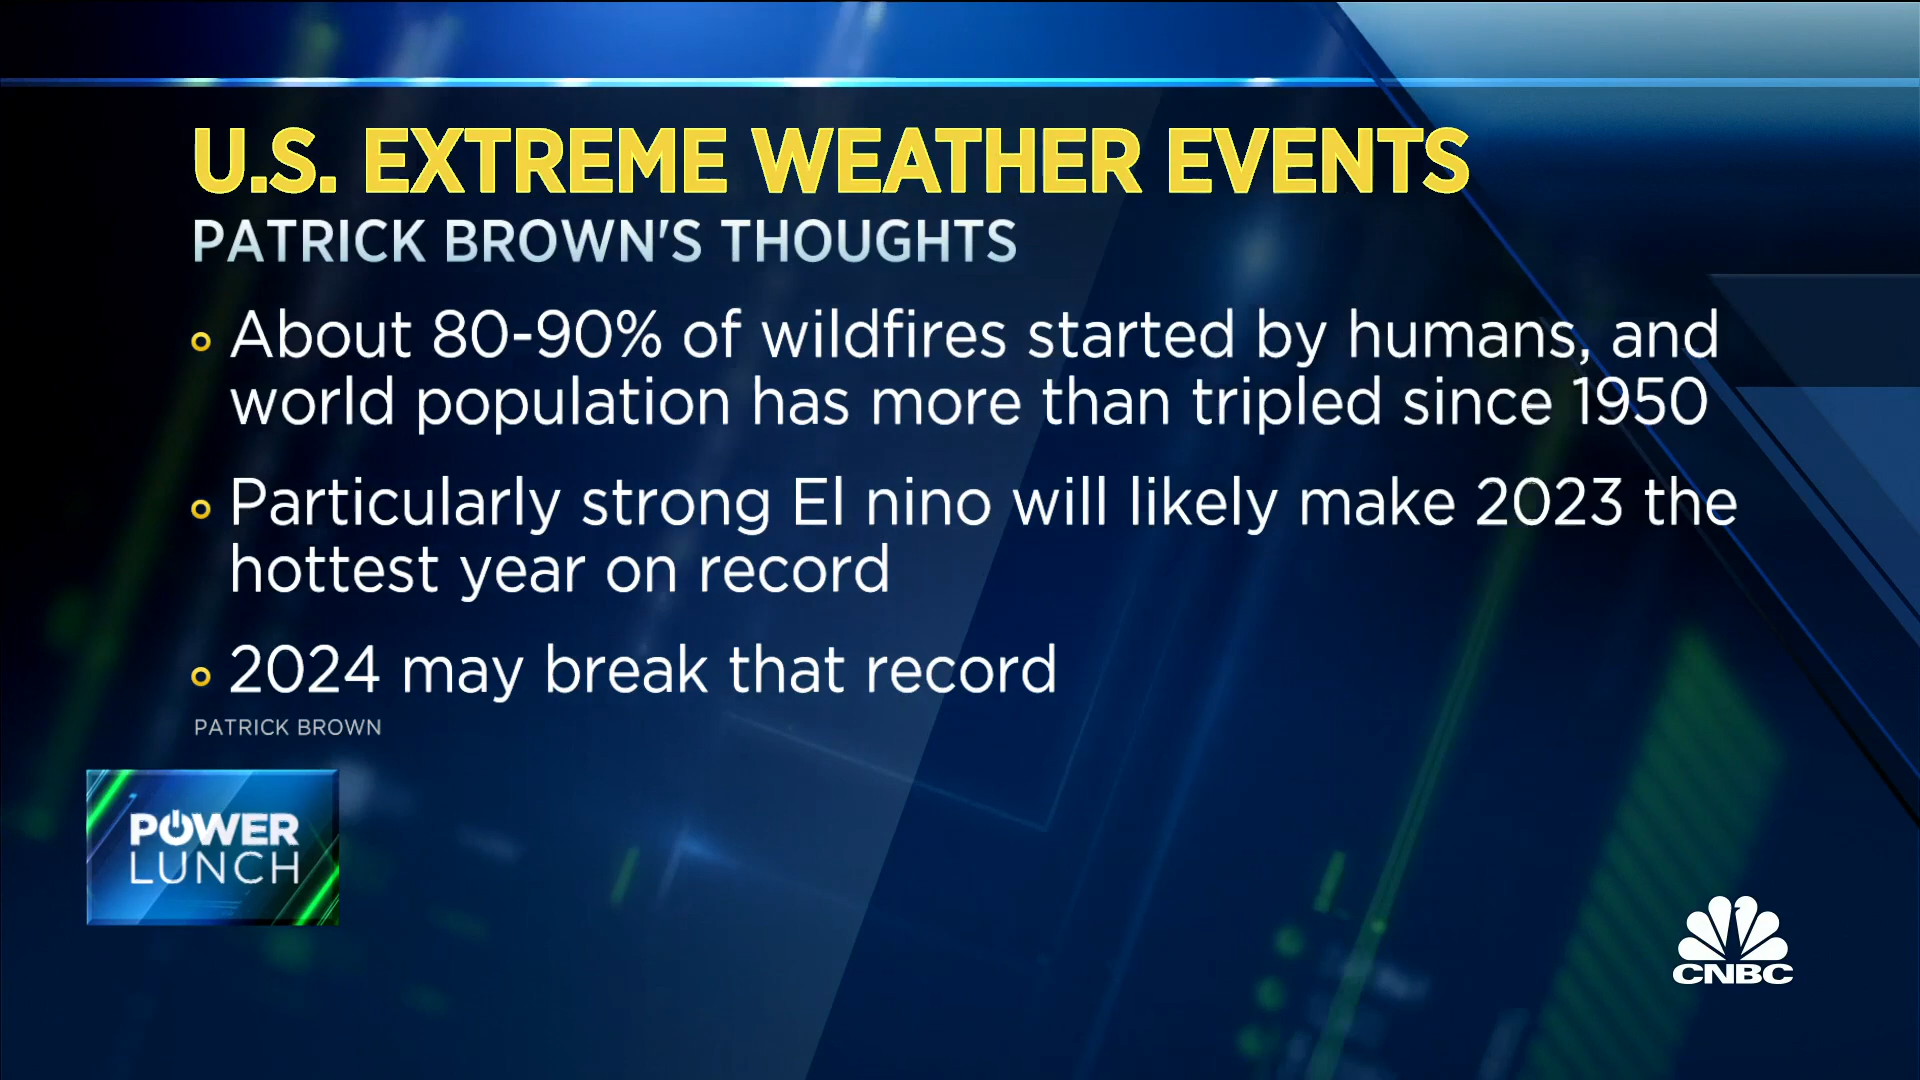 U.S. EXTREME WEATHER EVENTS
PATRICK BROWN'S THOUGHTS
About 80-90% of wildfires started by humans, and
world population has more than tripled since 1950
Particularly strong El nino will likely make 2023 the
hottest year on record
2024 may break that record
PATRICK BROWN
POWER
LUNCH
CNBC